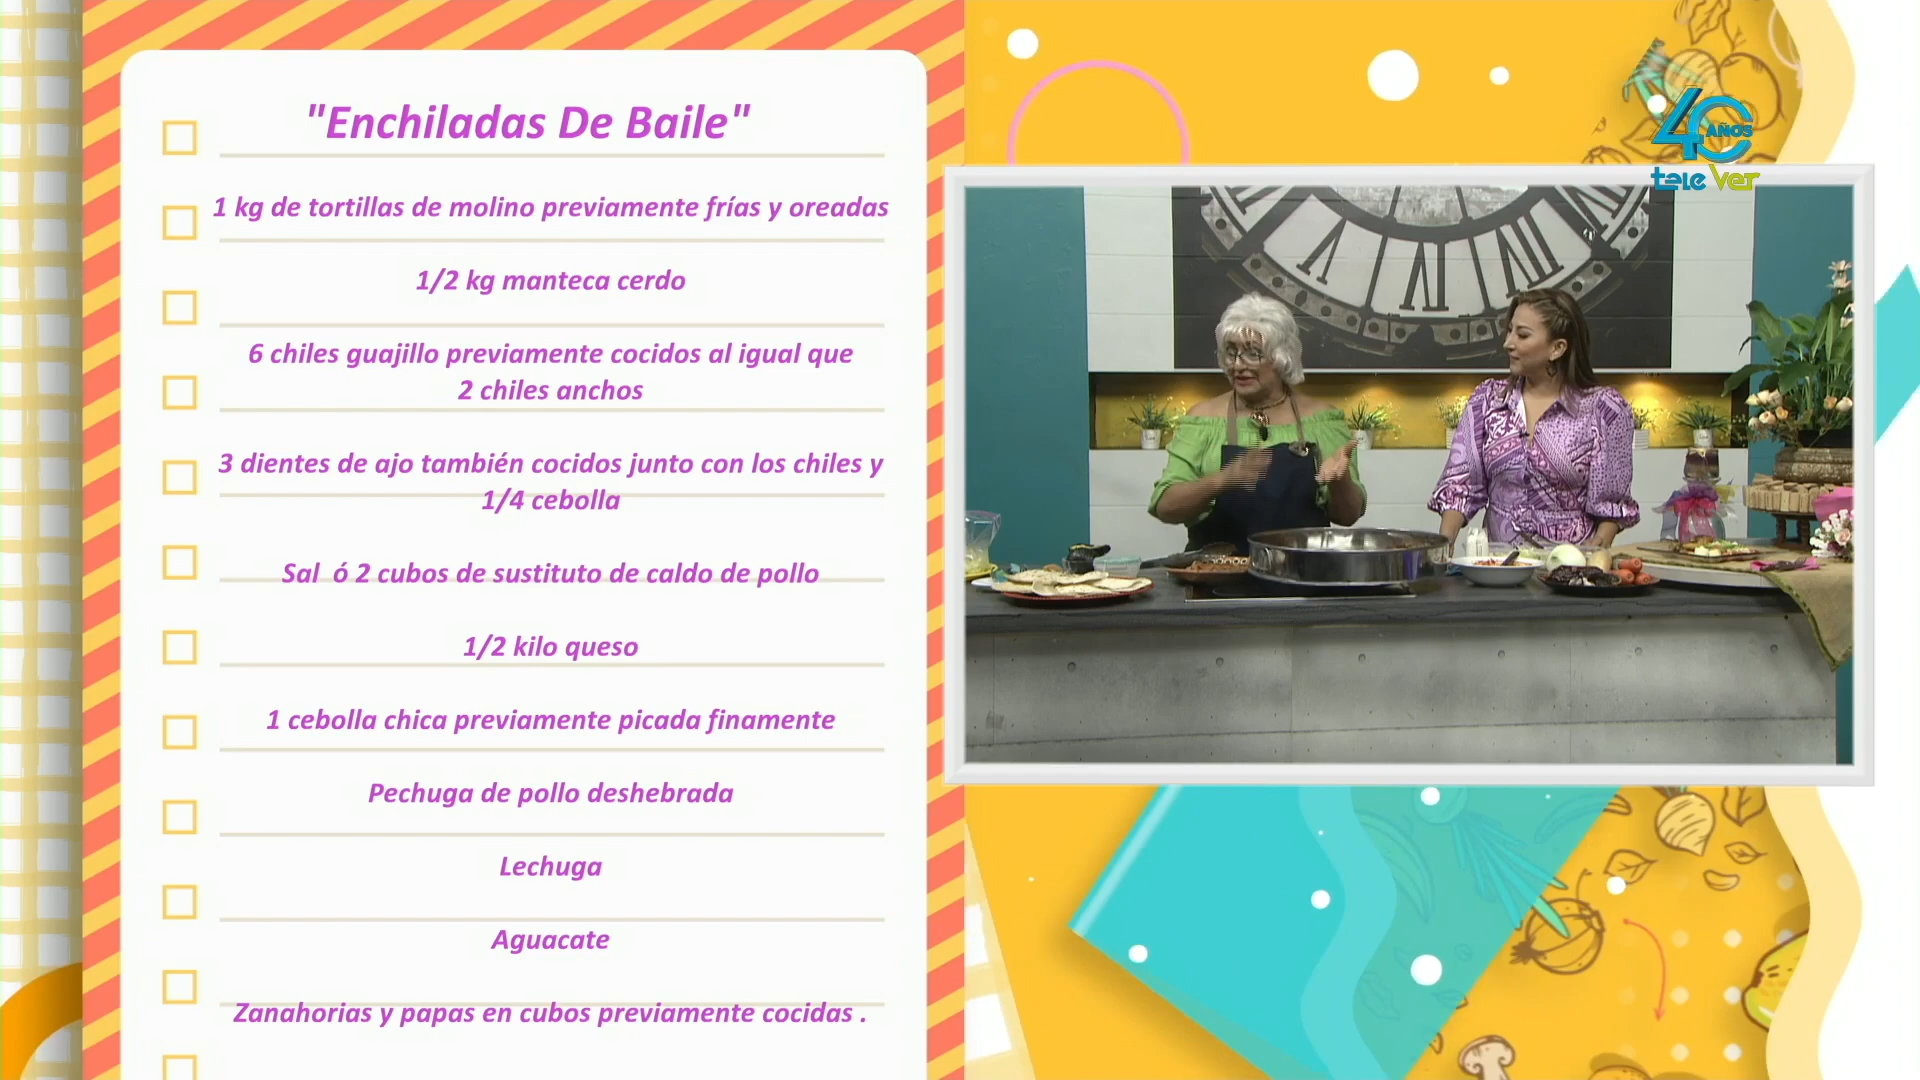 "Enchiladas De Baile"
1 kg de tortillas de molino previamente frías y oreadas
1/2 kg manteca cerdo
6 chiles guajillo previamente cocidos al igual que
2 chiles anchos
3 dientes de ajo también cocidos junto con los chiles y
1/4 cebolla
Sal ó 2 cubos de sustituto de caldo de pollo
1/2 kilo queso
1 cebolla chica previamente picada finamente
Pechuga de pollo deshebrada
Lechuga
Aguacate
Zanahorias y papas en cubos previamente cocidas .
40
AÑOS
teleVer